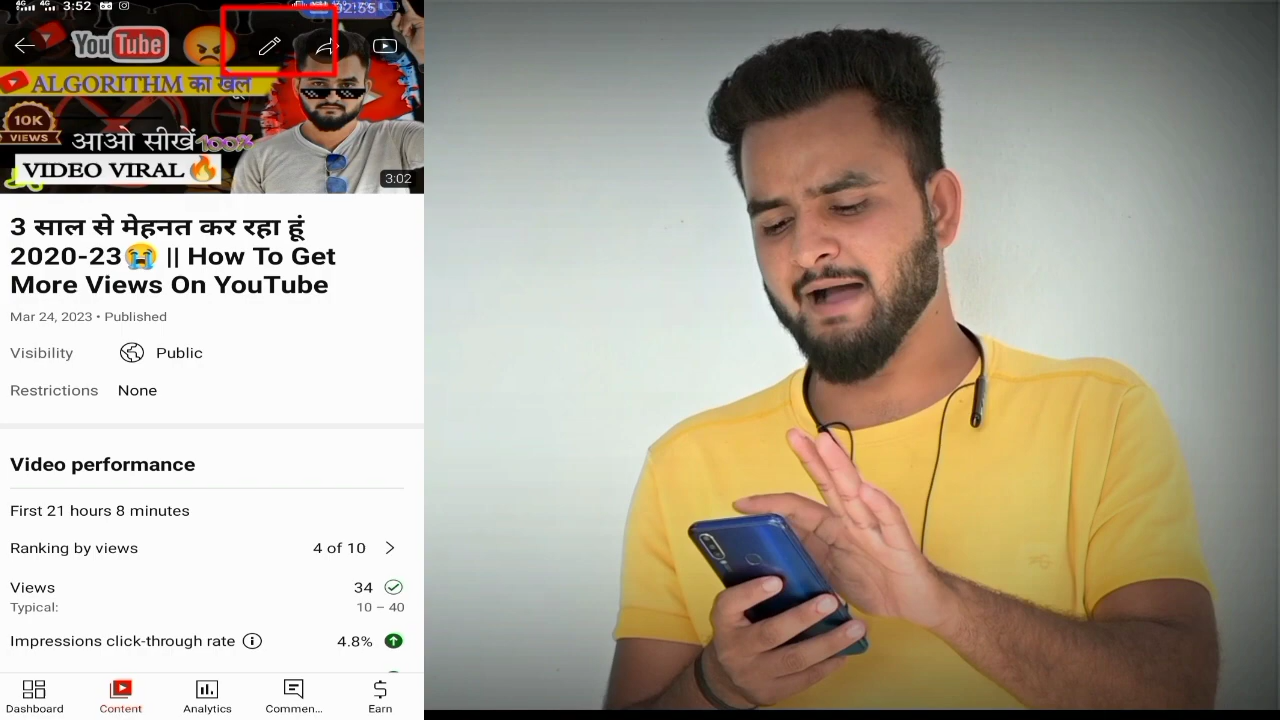 4G 4G 3:52
YouTube
ALGORITHM का खेल
10K
VIEWS
आओ सीखें 100%
VIDEO VIRAL
3:02
3 साल से मेहनत कर रहा हूं
2020-23😭 || How To Get
More Views On YouTube
Mar 24, 2023 • Published
Visibility Public
Restrictions None
Video performance
First 21 hours 8 minutes
Ranking by views 4 of 10
Views 34
Typical: 10 – 40
Impressions click-through rate 4.8%
Dashboard Content Analytics Commen... Earn